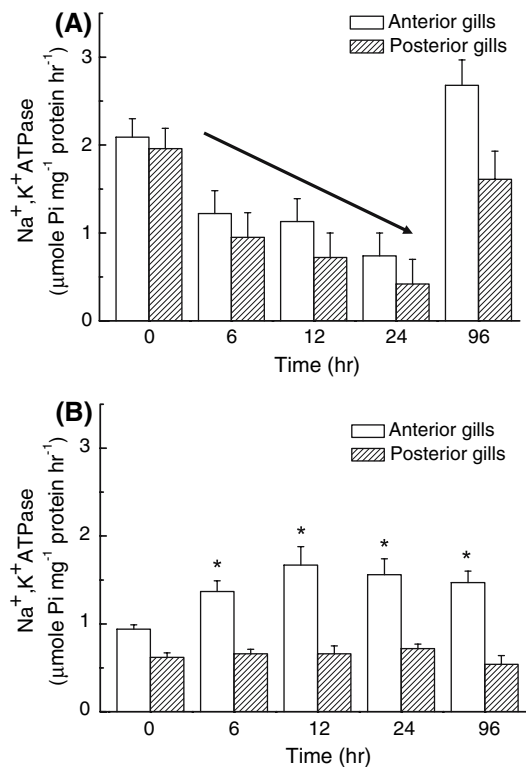 (A)
Anterior gills
Posterior gills
3
2
1
0
Na⁺,K⁺ATPase
(μmole Pi mg⁻¹ protein hr⁻¹)
0 6 12 24 96
Time (hr)
(B)
Anterior gills
Posterior gills
3
2
1
0
Na⁺,K⁺ATPase
(μmole Pi mg⁻¹ protein hr⁻¹)
* * * *
0 6 12 24 96
Time (hr)